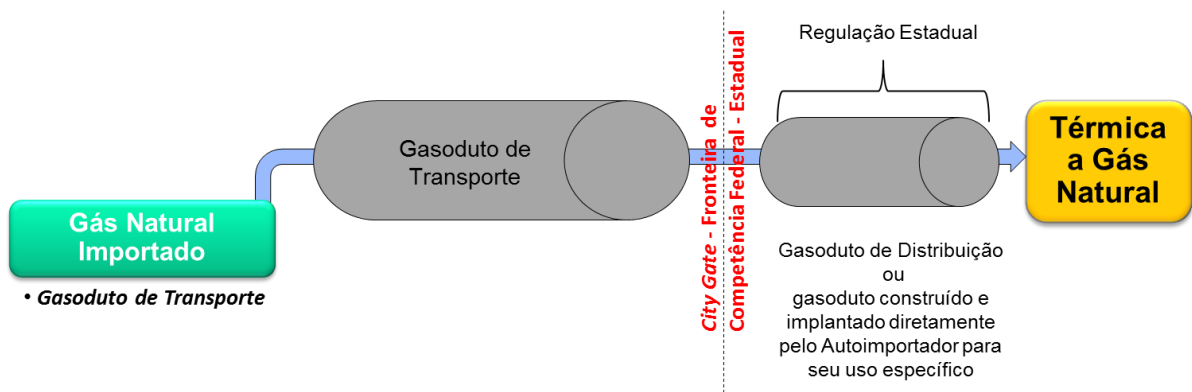 Gás Natural
Importado
• Gasoduto de Transporte
Gasoduto de
Transporte
City Gate - Fronteira de
Competência Federal - Estadual
Regulação Estadual
Gasoduto de Distribuição
ou
gasoduto construído e
implantado diretamente
pelo Autoimportador para
seu uso específico
Térmica
a Gás
Natural